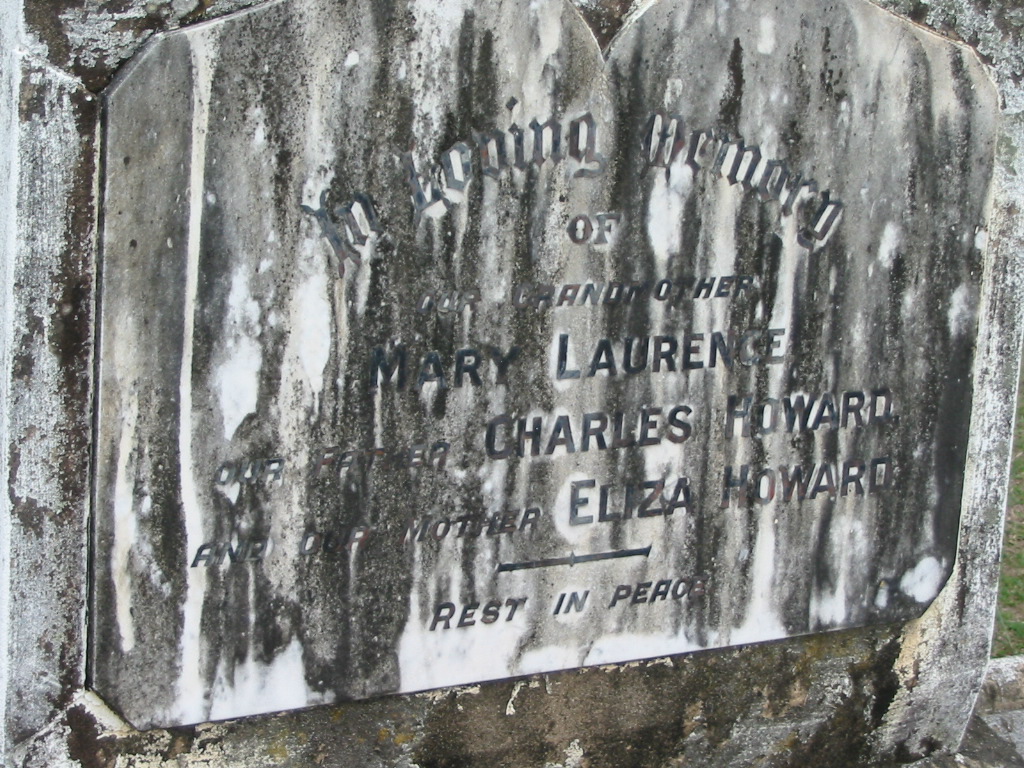 In Loving Memory
OF
OUR GRANDMOTHER
MARY LAURENCE,
OUR FATHER CHARLES HOWARD,
AND OUR MOTHER ELIZA HOWARD.
REST IN PEACE